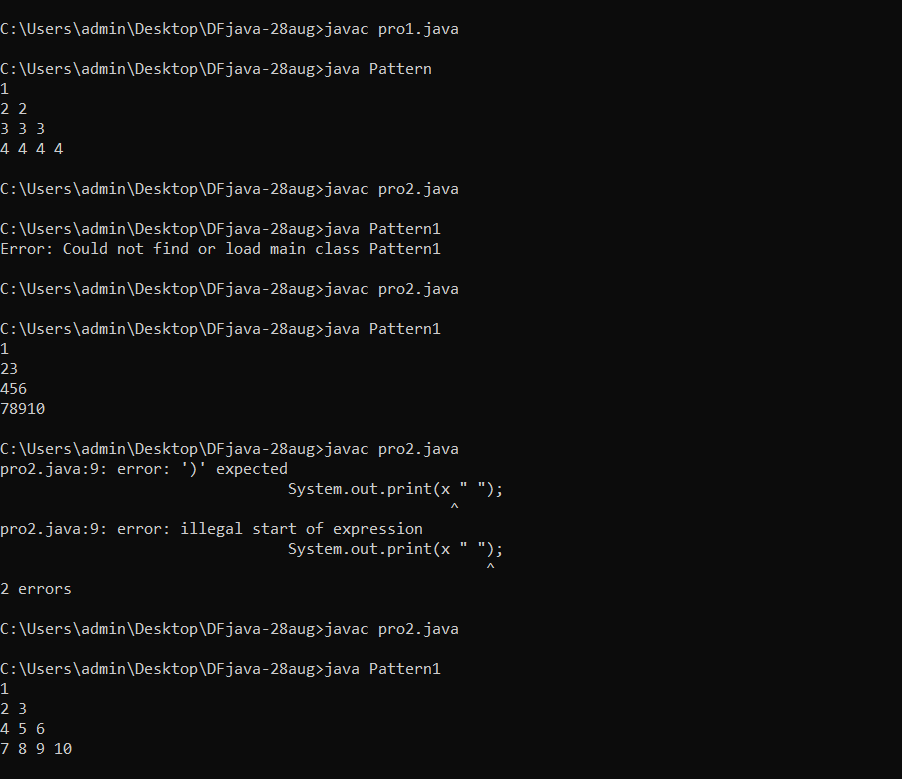 C:\Users\admin\Desktop\DFjava-28aug>javac pro1.java
C:\Users\admin\Desktop\DFjava-28aug>java Pattern
1
2 2
3 3 3
4 4 4 4
C:\Users\admin\Desktop\DFjava-28aug>javac pro2.java
C:\Users\admin\Desktop\DFjava-28aug>java Pattern1
Error: Could not find or load main class Pattern1
C:\Users\admin\Desktop\DFjava-28aug>javac pro2.java
C:\Users\admin\Desktop\DFjava-28aug>java Pattern1
1
23
456
78910
C:\Users\admin\Desktop\DFjava-28aug>javac pro2.java
pro2.java:9: error: ')' expected
System.out.print(x " ");
^
pro2.java:9: error: illegal start of expression
System.out.print(x " ");
^
2 errors
C:\Users\admin\Desktop\DFjava-28aug>javac pro2.java
C:\Users\admin\Desktop\DFjava-28aug>java Pattern1
1
2 3
4 5 6
7 8 9 10